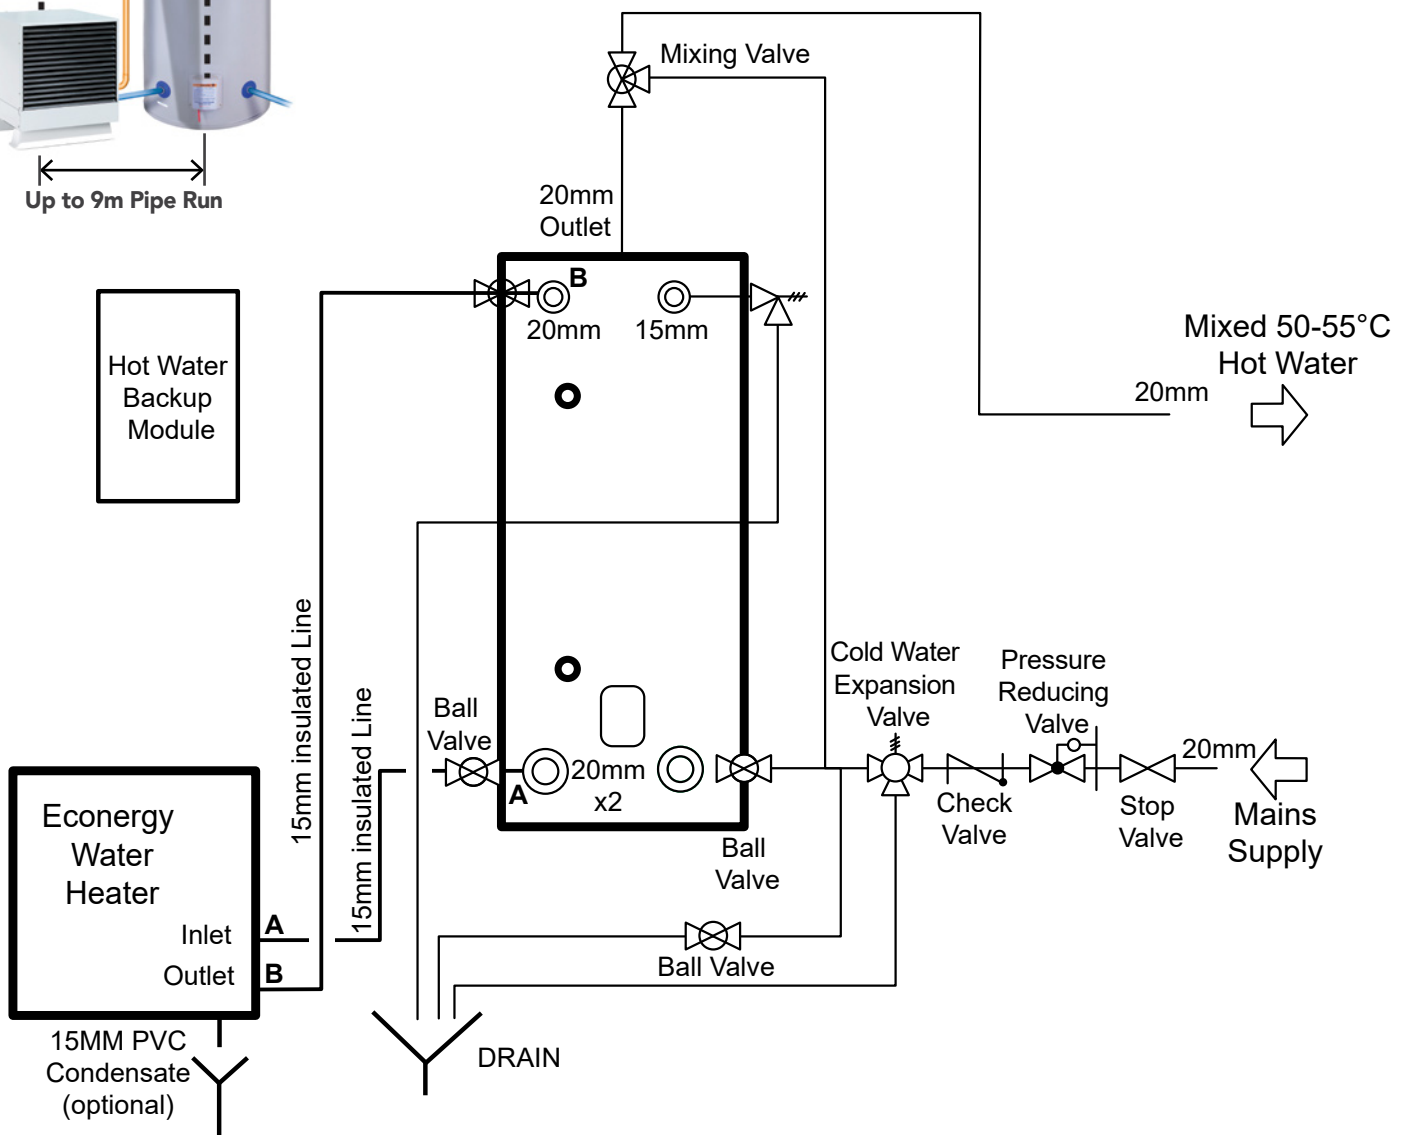 Mixing Valve
Up to 9m Pipe Run
20mm
Outlet
B
20mm
15mm
Hot Water
Backup
Module
Mixed 50-55°C
Hot Water
20mm
15mm insulated Line
15mm insulated Line
Ball
Valve
A
20mm
x2
Ball
Valve
Cold Water
Expansion
Valve
Pressure
Reducing
Valve
Check
Valve
Stop
Valve
20mm
Mains
Supply
Econergy
Water
Heater
Inlet
A
Outlet
B
Ball Valve
15MM PVC
Condensate
(optional)
DRAIN